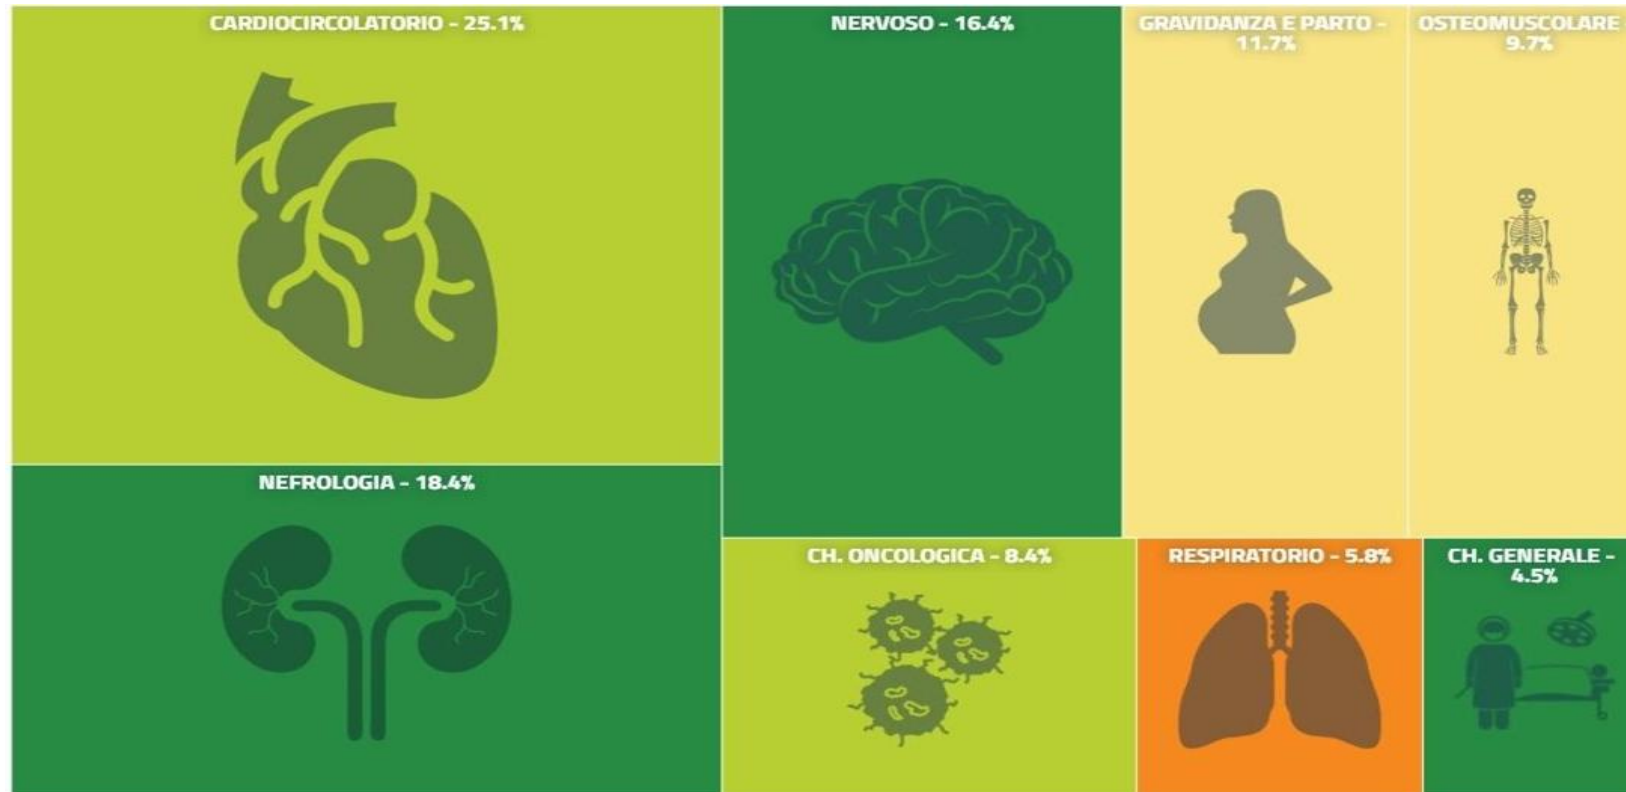 CARDIOCIRCOLATORIO - 25.1%
NERVOSO - 16.4%
GRAVIDANZA E PARTO -
11.7%
OSTEOMUSCOLARE
9.7%
NEFROLOGIA - 18.4%
CH. ONCOLOGICA - 8.4%
RESPIRATORIO - 5.8%
CH. GENERALE -
4.5%